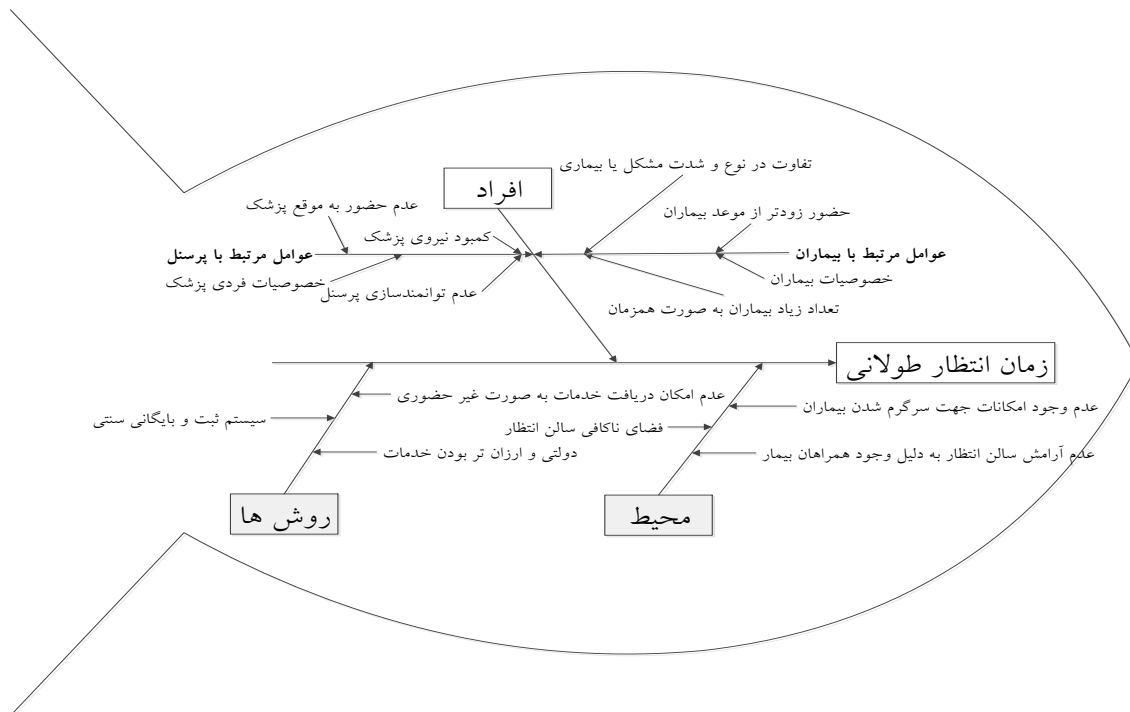 تفاوت در نوع و شدت مشکل یا بیماری
افراد
حضور زودتر از موعد بیماران
عدم حضور به موقع پزشک
کمبود نیروی پزشک
عوامل مرتبط با بیماران
عوامل مرتبط با پرسنل
خصوصیات بیماران
خصوصیات فردی پزشک
عدم توانمندسازی پرسنل
تعداد زیاد بیماران به صورت همزمان
زمان انتظار طولانی
عدم امکان دریافت خدمات به صورت غیر حضوری
عدم وجود امکانات جهت سرگرم شدن بیماران
سیستم ثبت و بایگانی سنتی
فضای ناکافی سالن انتظار
عدم آرامش سالن انتظار به دلیل وجود همراهان بیمار
دولتی و ارزان تر بودن خدمات
محیط
روش ها